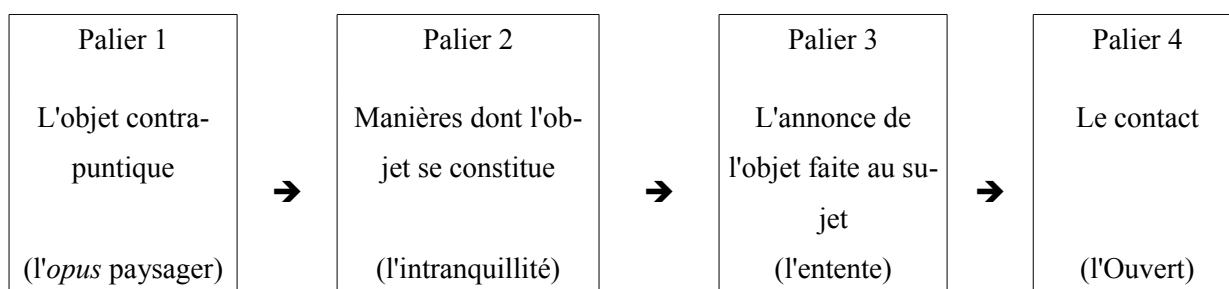 Palier 1
L'objet contra-
puntique
(l'opus paysager)
➔
Palier 2
Manières dont l'ob-
jet se constitue
(l'intranquillité)
➔
Palier 3
L'annonce de
l'objet faite au su-
jet
(l'entente)
➔
Palier 4
Le contact
(l'Ouvert)